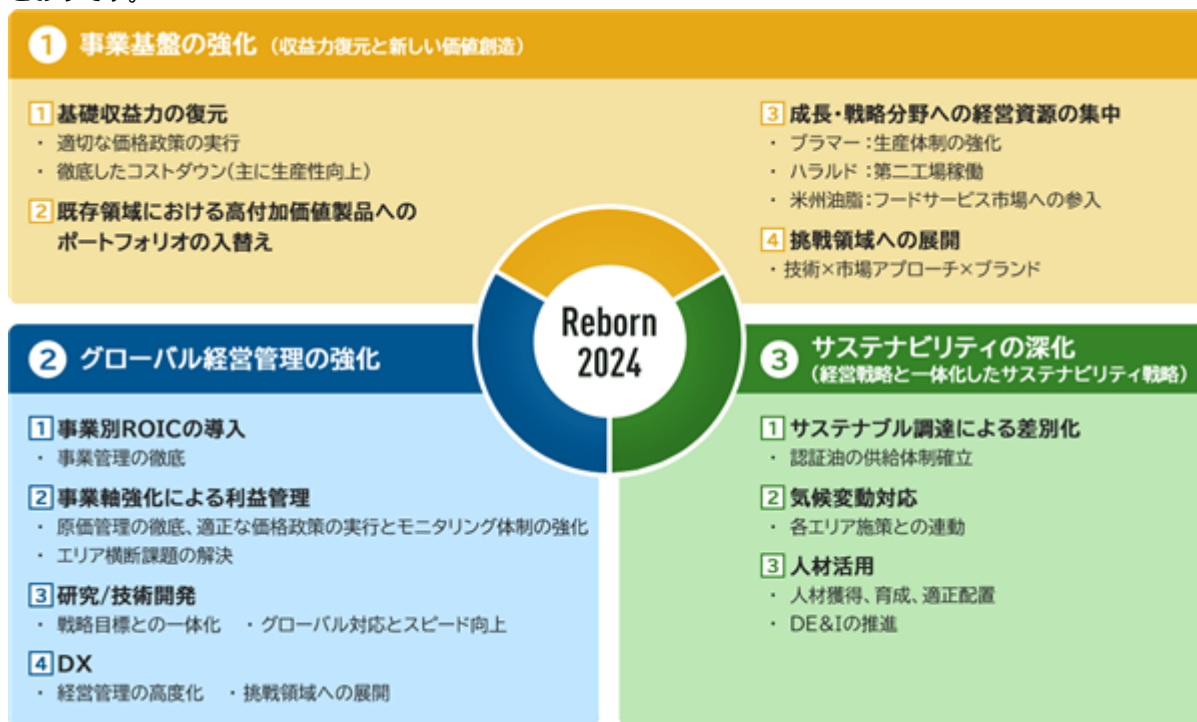 とおりです。
1 事業基盤の強化（収益力復元と新しい価値創造）
1 基礎収益力の復元
・ 適切な価格政策の実行
・ 徹底したコストダウン（主に生産性向上）
2 既存領域における高付加価値製品への
ポートフォリオの入替え
3 成長・戦略分野への経営資源の集中
・ ブラマー：生産体制の強化
・ ハラルド：第二工場稼働
・ 米州油脂：フードサービス市場への参入
4 挑戦領域への展開
・技術×市場アプローチ×ブランド
Reborn
2024
2 グローバル経営管理の強化
1 事業別ROICの導入
・ 事業管理の徹底
2 事業軸強化による利益管理
・ 原価管理の徹底、適正な価格政策の実行とモニタリング体制の強化
・ エリア横断課題の解決
3 研究/技術開発
・ 戦略目標との一体化 ・グローバル対応とスピード向上
4 DX
・ 経営管理の高度化 ・挑戦領域への展開
3 サステナビリティの深化
（経営戦略と一体化したサステナビリティ戦略）
1 サステナブル調達による差別化
・ 認証油の供給体制確立
2 気候変動対応
・ 各エリア施策との連動
3 人材活用
・ 人材獲得、育成、適正配置
・ DE&Iの推進